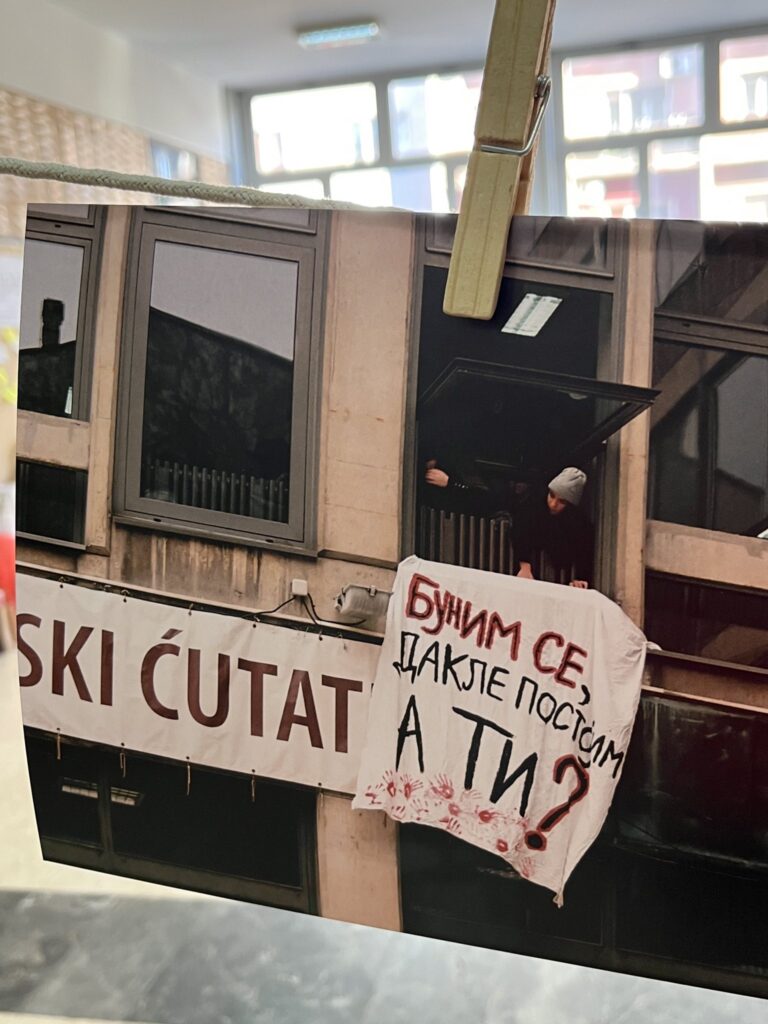 SKI ĆUTAT
БУНИМ СЕ,
ДАКЛЕ ПОСТОЈИМ
А ТИ?